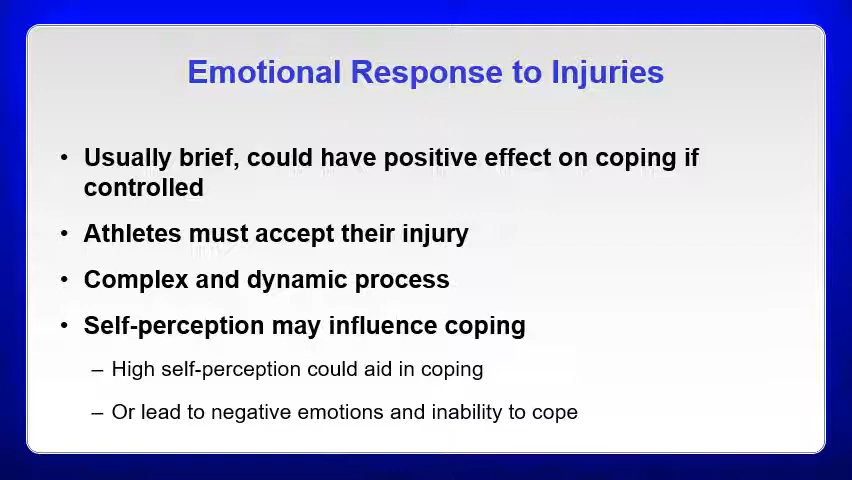 Emotional Response to Injuries
• Usually brief, could have positive effect on coping if
controlled
• Athletes must accept their injury
• Complex and dynamic process
• Self-perception may influence coping
– High self-perception could aid in coping
– Or lead to negative emotions and inability to cope